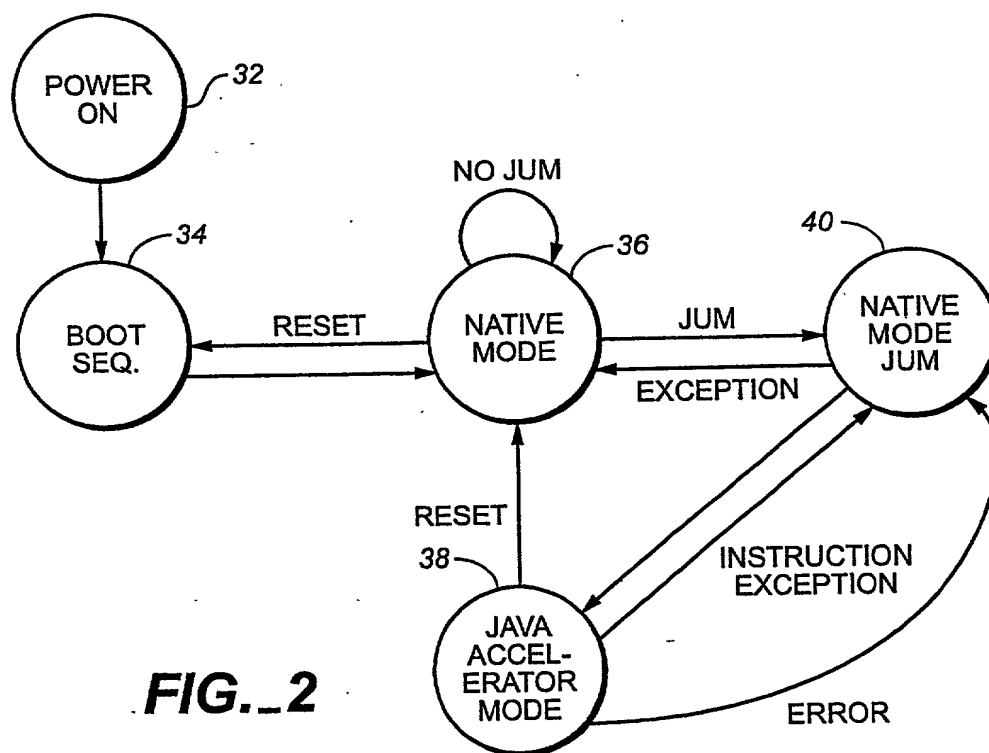 POWER
ON
32
NO JUM
34
36
40
BOOT
SEQ.
RESET
NATIVE
MODE
JUM
EXCEPTION
NATIVE
MODE
JUM
RESET
38
INSTRUCTION
EXCEPTION
JAVA
ACCEL-
ERATOR
MODE
ERROR
FIG._2